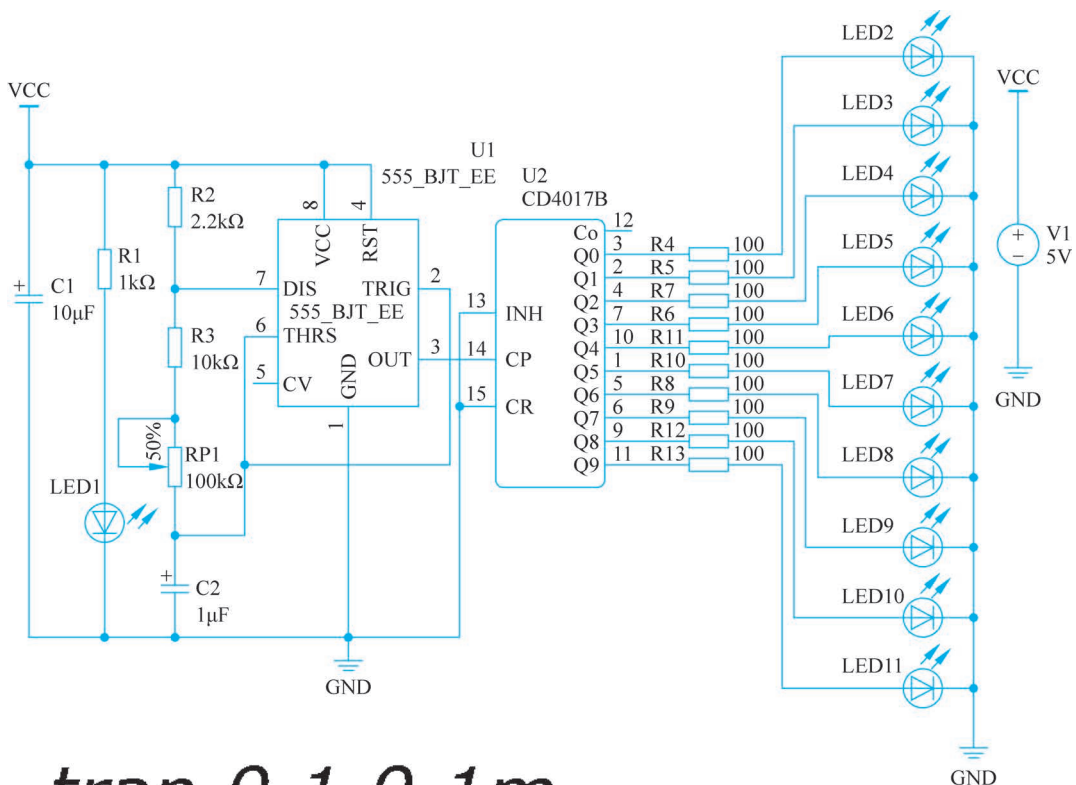 LED2
VCC
VCC
LED3
U1
555_BJT_EE
U2
CD4017B
LED4
R2
2.2kΩ
8
4
VCC
RST
Co
12
Q0
3
R4
100
Q1
2
R5
100
Q2
4
R7
100
Q3
7
R6
100
Q4
10
R11
100
Q5
1
R10
100
Q6
5
R8
100
Q7
6
R9
100
Q8
9
R12
100
Q9
11
R13
100
LED5
+
−
V1
5V
R1
1kΩ
+
C1
10μF
7
DIS
TRIG
2
555_BJT_EE
6
THRS
R3
10kΩ
OUT
3
5
CV
GND
1
13
INH
14
CP
15
CR
LED6
LED7
GND
50%
RP1
100kΩ
LED1
LED8
LED9
+
C2
1μF
LED10
GND
LED11
GND
.tran 0 1 0 1m